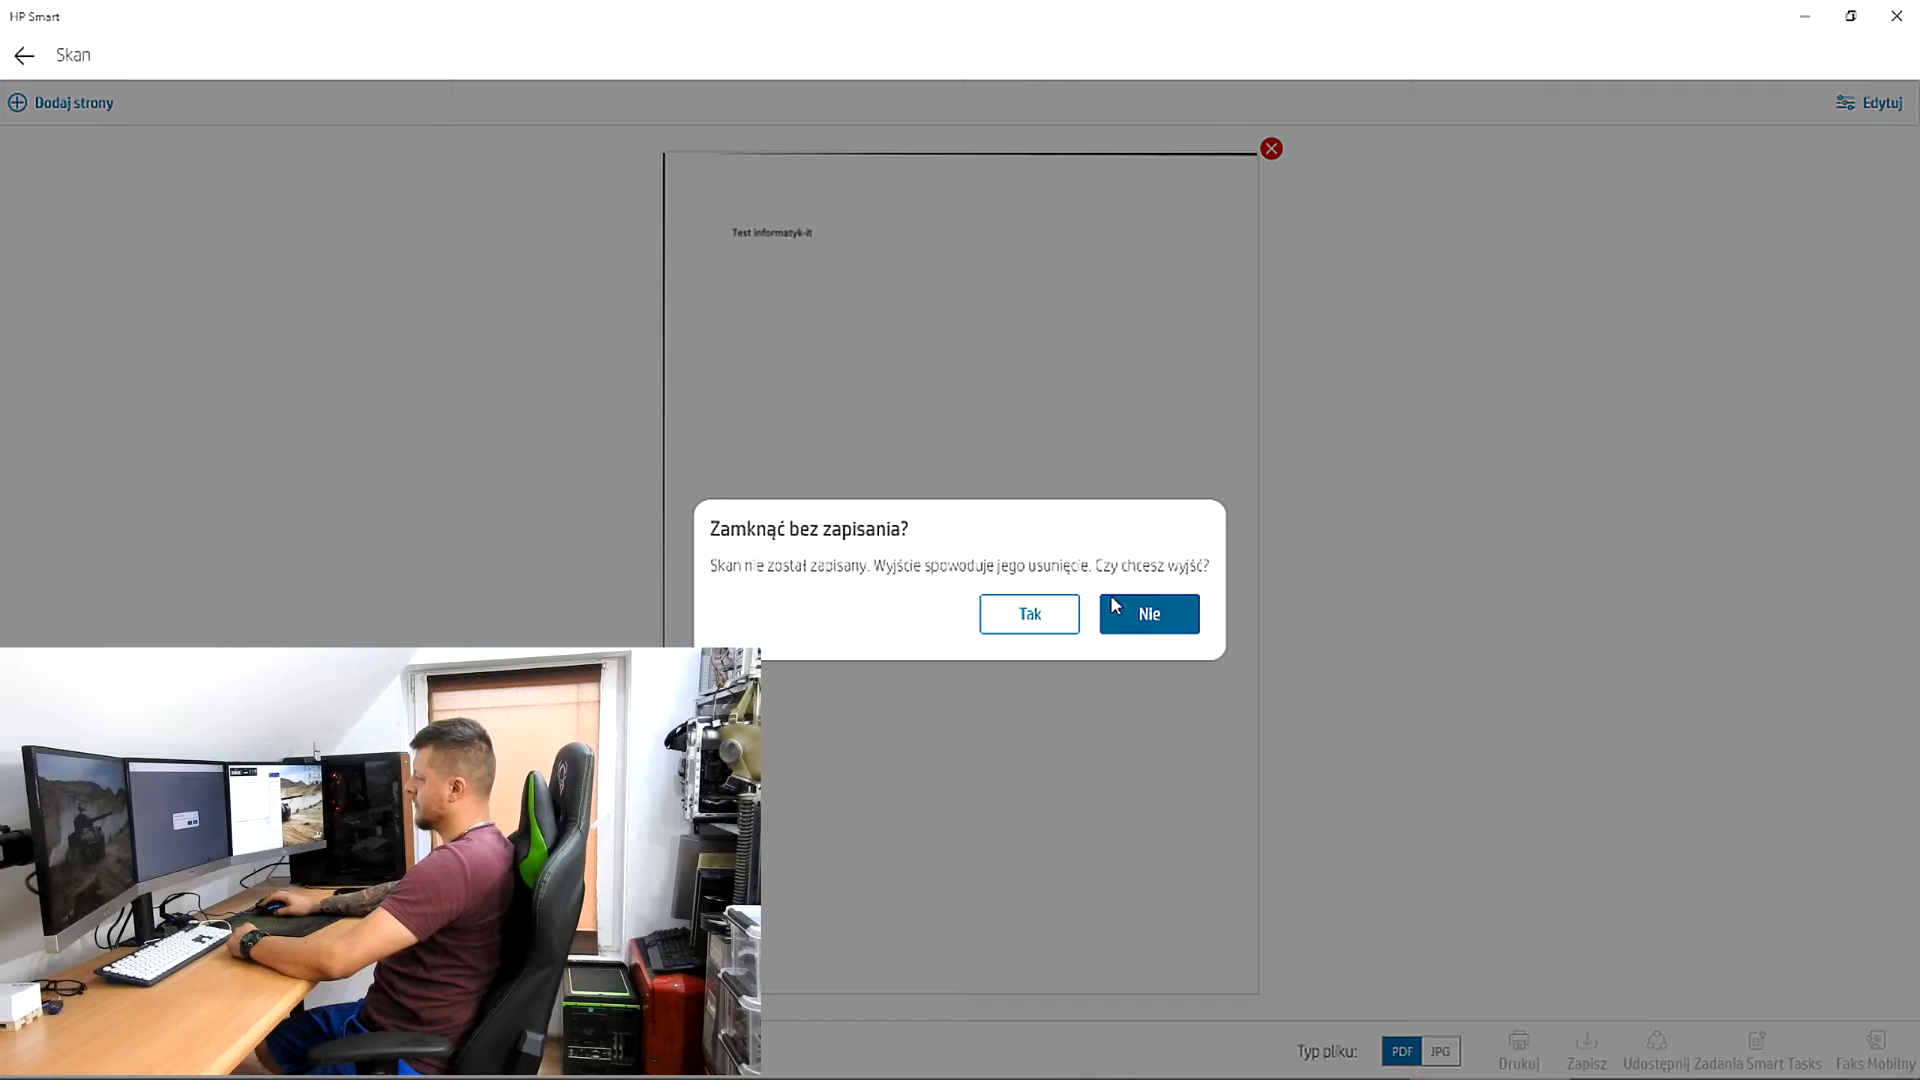 HP Smart
Skan
Dodaj strony
Edytuj
Test informatyk-it
Zamknąć bez zapisania?
Skan nie został zapisany. Wyjście spowoduje jego usunięcie. Czy chcesz wyjść?
Tak
Nie
Typ pliku:
PDF
JPG
Drukuj
Zapisz
Udostępnij
Zadania Smart Tasks
Faks Mobilny